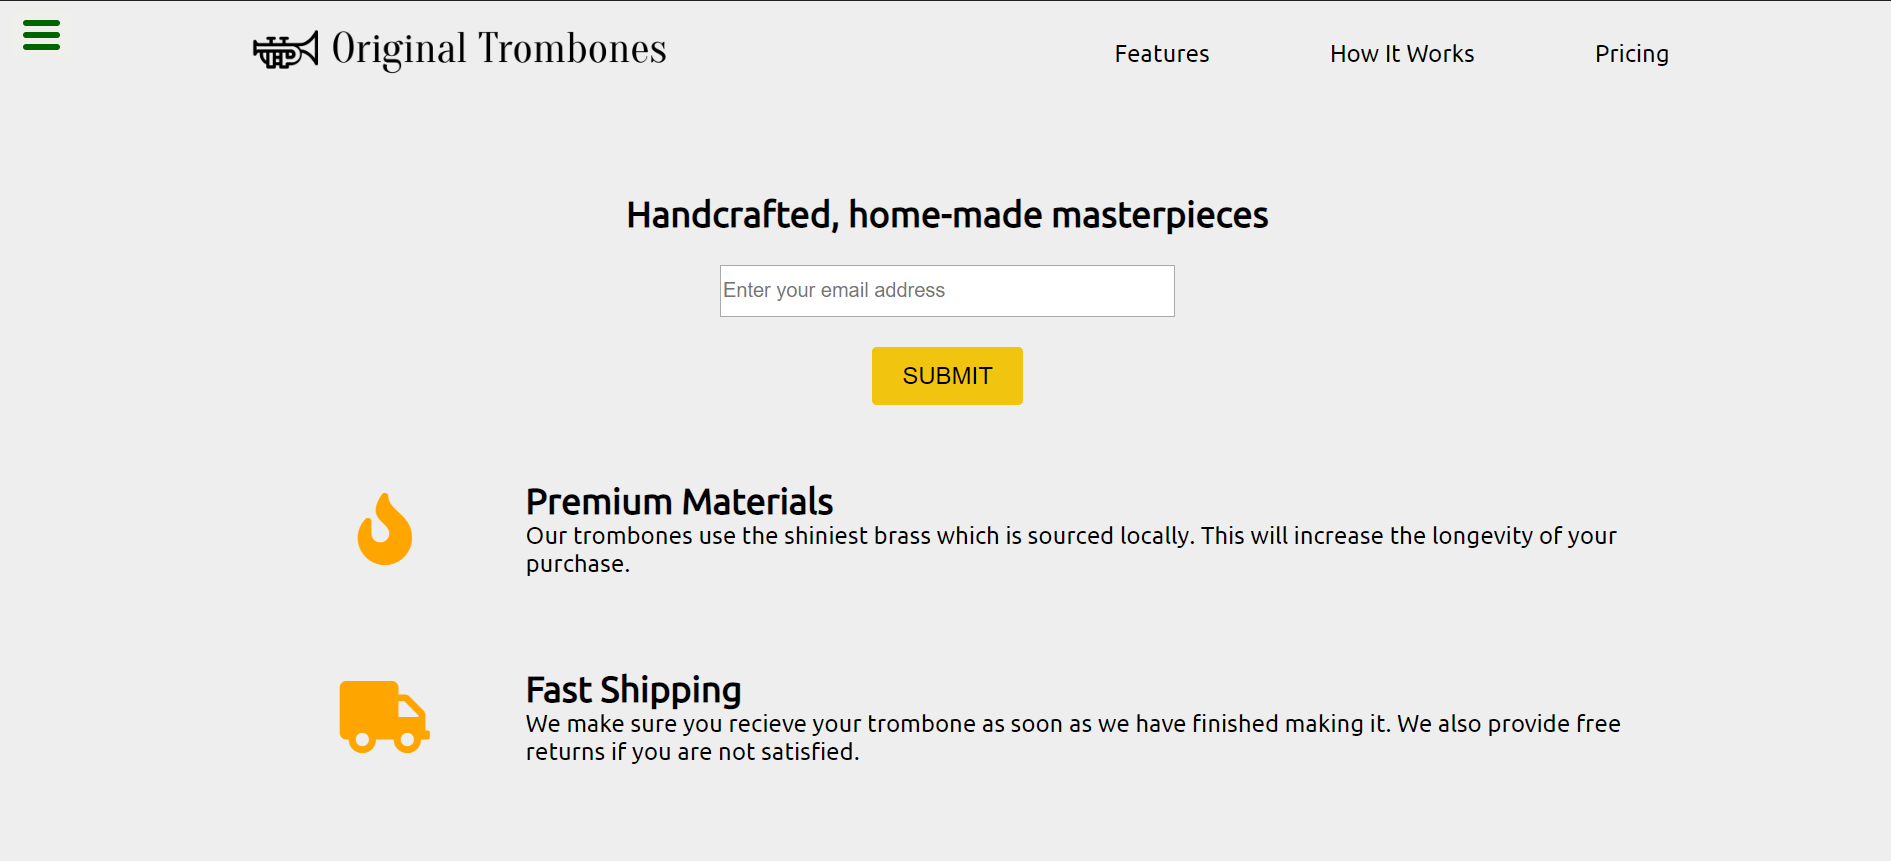 Original Trombones
Features
How It Works
Pricing
Handcrafted, home-made masterpieces
Enter your email address
SUBMIT
Premium Materials
Our trombones use the shiniest brass which is sourced locally. This will increase the longevity of your
purchase.
Fast Shipping
We make sure you recieve your trombone as soon as we have finished making it. We also provide free
returns if you are not satisfied.